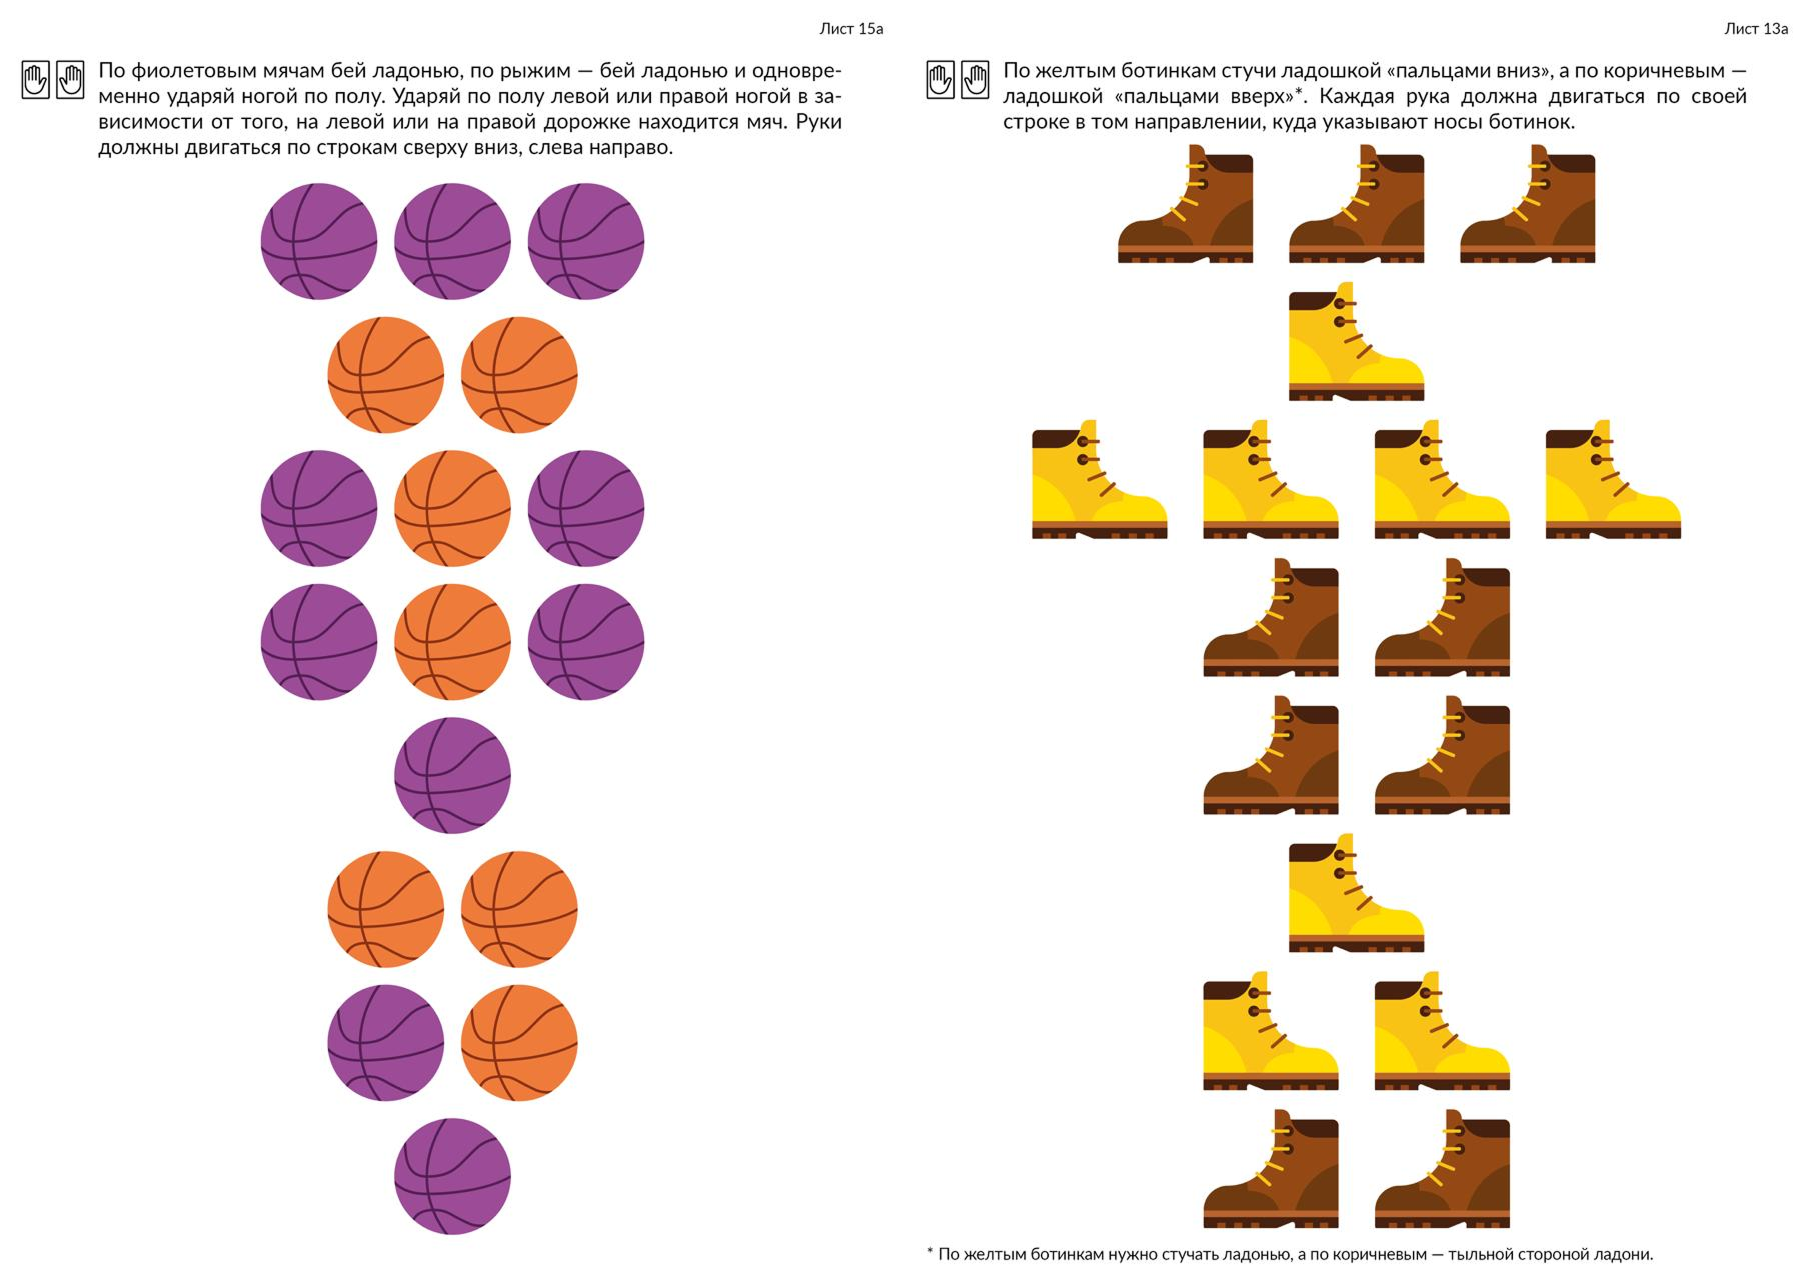 Лист 15а
По фиолетовым мячам бей ладонью, по рыжим — бей ладонью и одновре-
менно ударяй ногой по полу. Ударяй по полу левой или правой ногой в за-
висимости от того, на левой или на правой дорожке находится мяч. Руки
должны двигаться по строкам сверху вниз, слева направо.
Лист 13а
По желтым ботинкам стучи ладошкой «пальцами вниз», а по коричневым —
ладошкой «пальцами вверх»*. Каждая рука должна двигаться по своей
строке в том направлении, куда указывают носы ботинок.
* По желтым ботинкам нужно стучать ладонью, а по коричневым — тыльной стороной ладони.